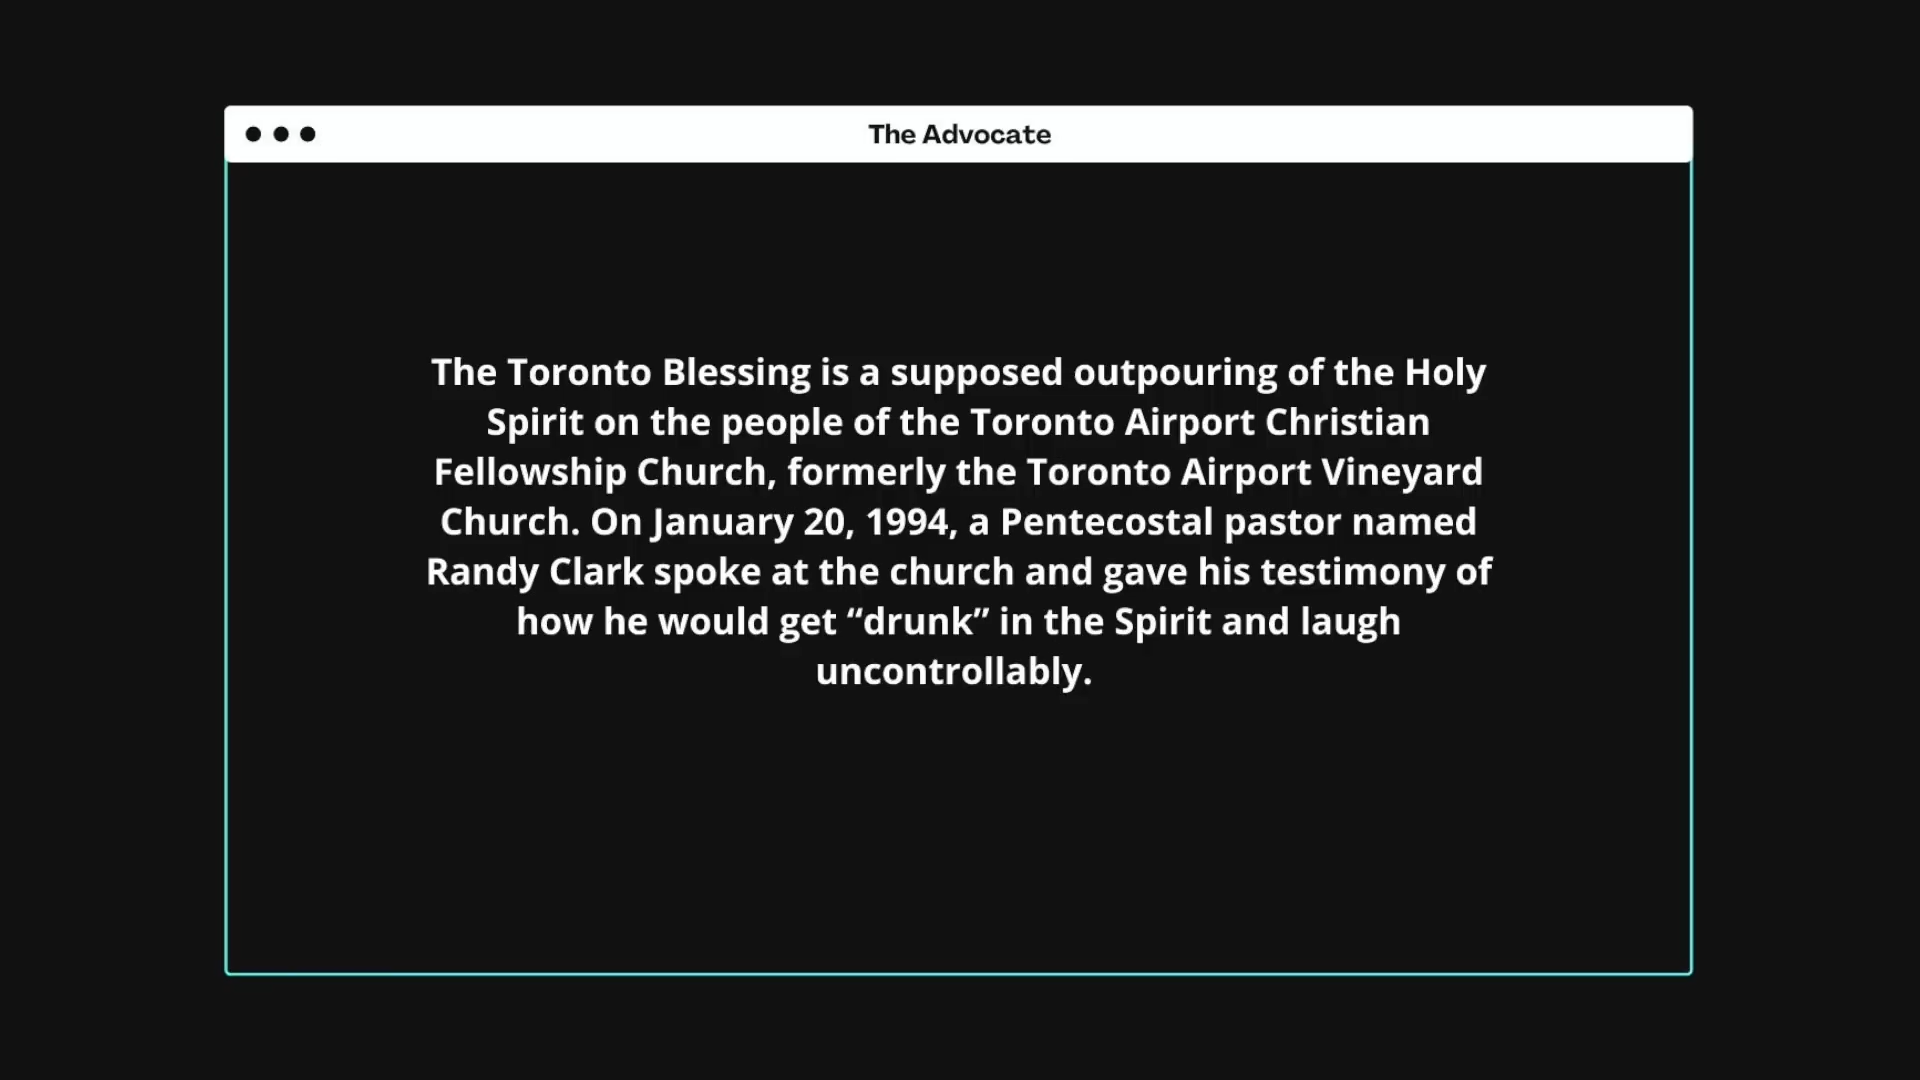 The Advocate
The Toronto Blessing is a supposed outpouring of the Holy
Spirit on the people of the Toronto Airport Christian
Fellowship Church, formerly the Toronto Airport Vineyard
Church. On January 20, 1994, a Pentecostal pastor named
Randy Clark spoke at the church and gave his testimony of
how he would get “drunk” in the Spirit and laugh
uncontrollably.